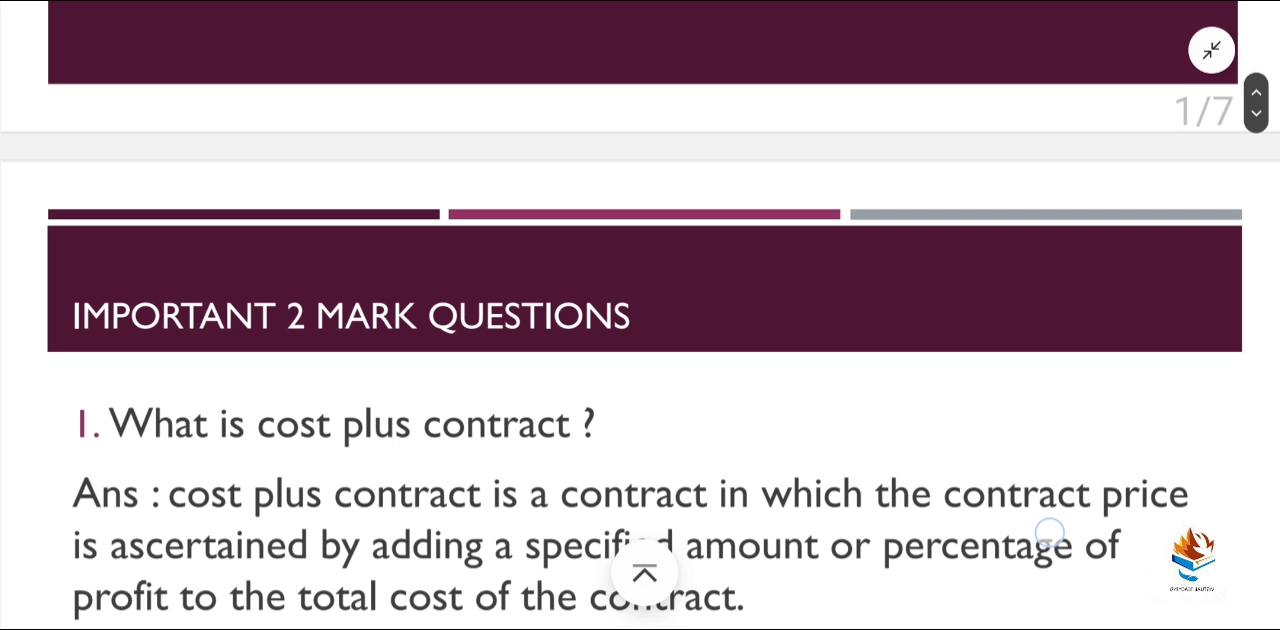 1/7
IMPORTANT 2 MARK QUESTIONS
1. What is cost plus contract ?
Ans : cost plus contract is a contract in which the contract price
is ascertained by adding a specified amount or percentage of
profit to the total cost of the contract.